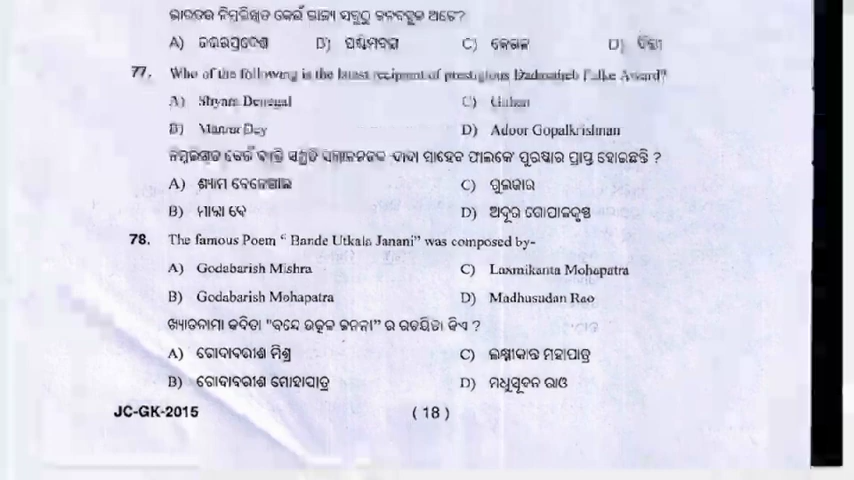 ଭାରତର ନିମ୍ନଲିଖିତ କେଉଁ ରାଜ୍ୟ ସବୁଠୁ ଜନବହୁଳ ଅଟେ?
A) ଉତ୍ତରପ୍ରଦେଶ B) ପଶ୍ଚିମବଙ୍ଗ C) କେରଳ D) ଦିଲ୍ଲୀ
77. Who of the following is the latest recipient of prestigious Dadasaheb Falke Award?
A) Shyam Benegal C) Gulzar
B) Manna Dey D) Adoor Gopalkrishnan
ନିମ୍ନଲିଖିତ କେଉଁ ବ୍ୟକ୍ତି ସମ୍ପ୍ରତି ସମ୍ମାନଜନକ ଦାଦା ସାହେବ ଫାଲକେ ପୁରଷ୍କାର ପ୍ରାପ୍ତ ହୋଇଛନ୍ତି ?
A) ଶ୍ୟାମ ବେନେଗାଲ C) ଗୁଲଜାର
B) ମାନ୍ନା ଦେ D) ଅଦୂର ଗୋପାଳକୃଷ୍ଣ
78. The famous Poem “ Bande Utkala Janani” was composed by-
A) Godabarish Mishra C) Laxmikanta Mohapatra
B) Godabarish Mohapatra D) Madhusudan Rao
ଖ୍ୟାତନାମା କବିତା "ବନ୍ଦେ ଉତ୍କଳ ଜନନୀ" ର ରଚୟିତା କିଏ ?
A) ଗୋଦାବରୀଶ ମିଶ୍ର C) ଲକ୍ଷ୍ମୀକାନ୍ତ ମହାପାତ୍ର
B) ଗୋଦାବରୀଶ ମୋହାପାତ୍ର D) ମଧୁସୂଦନ ରାଓ
JC-GK-2015 ( 18 )